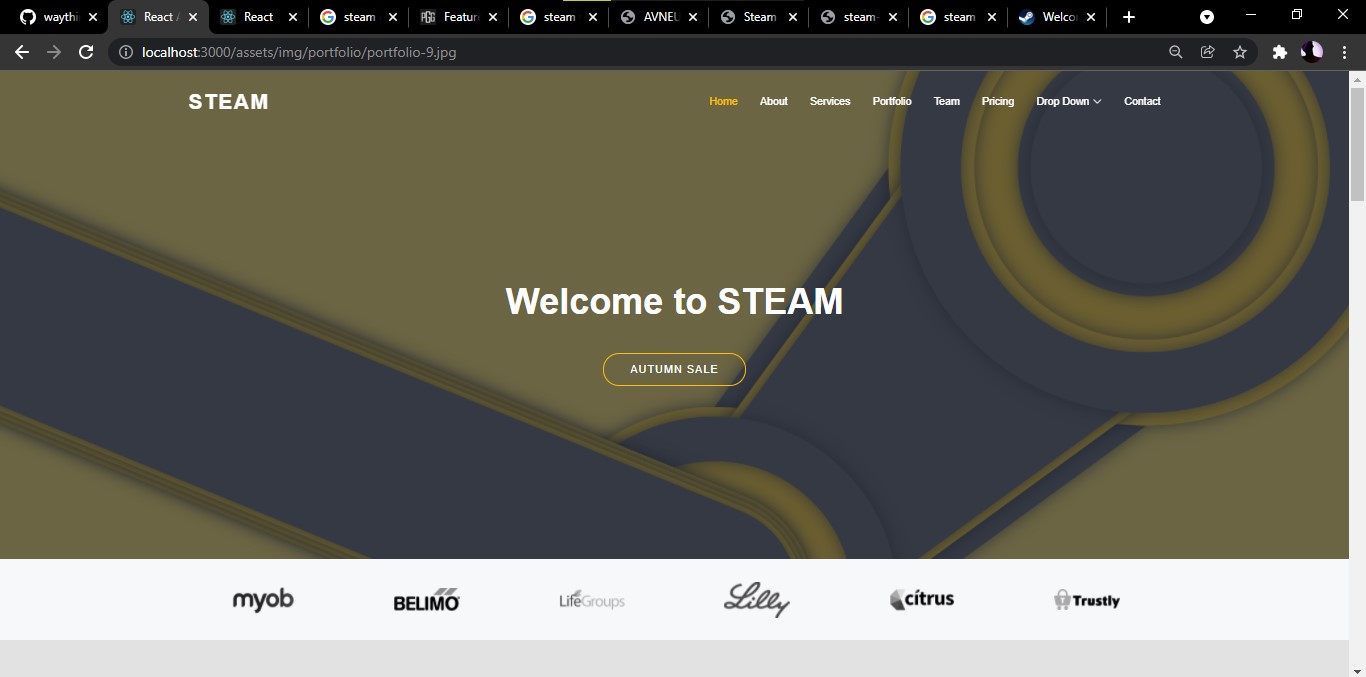 waythi
React A
React
steam
Featur
steam
AVNEU
Steam
steam-
steam
Welco
localhost:3000/assets/img/portfolio/portfolio-9.jpg
STEAM
Home About Services Portfolio Team Pricing Drop Down Contact
Welcome to STEAM
AUTUMN SALE
myob BELIMO LifeGroups Lilly cítrus Trustly